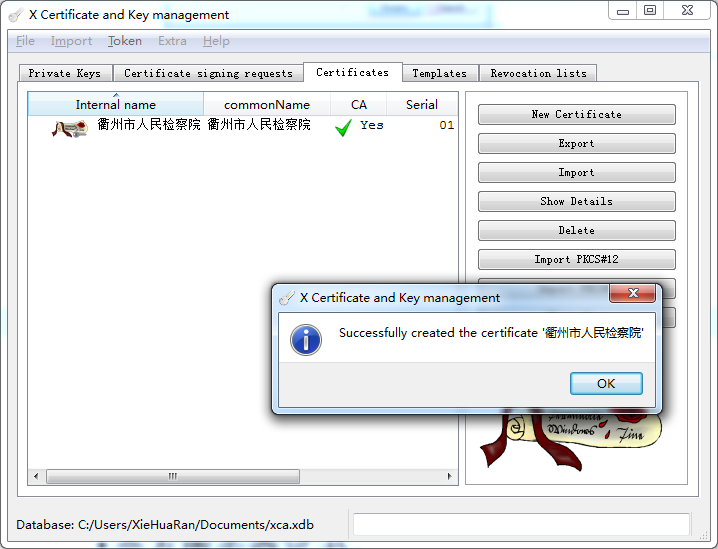 X Certificate and Key management
File Import Token Extra Help
Private Keys Certificate signing requests Certificates Templates Revocation lists
Internal name commonName CA Serial
衢州市人民检察院 衢州市人民检察院 Yes 01
New Certificate
Export
Import
Show Details
Delete
Import PKCS#12
X Certificate and Key management
Successfully created the certificate '衢州市人民检察院'
OK
Windows
Database: C:/Users/XieHuaRan/Documents/xca.xdb